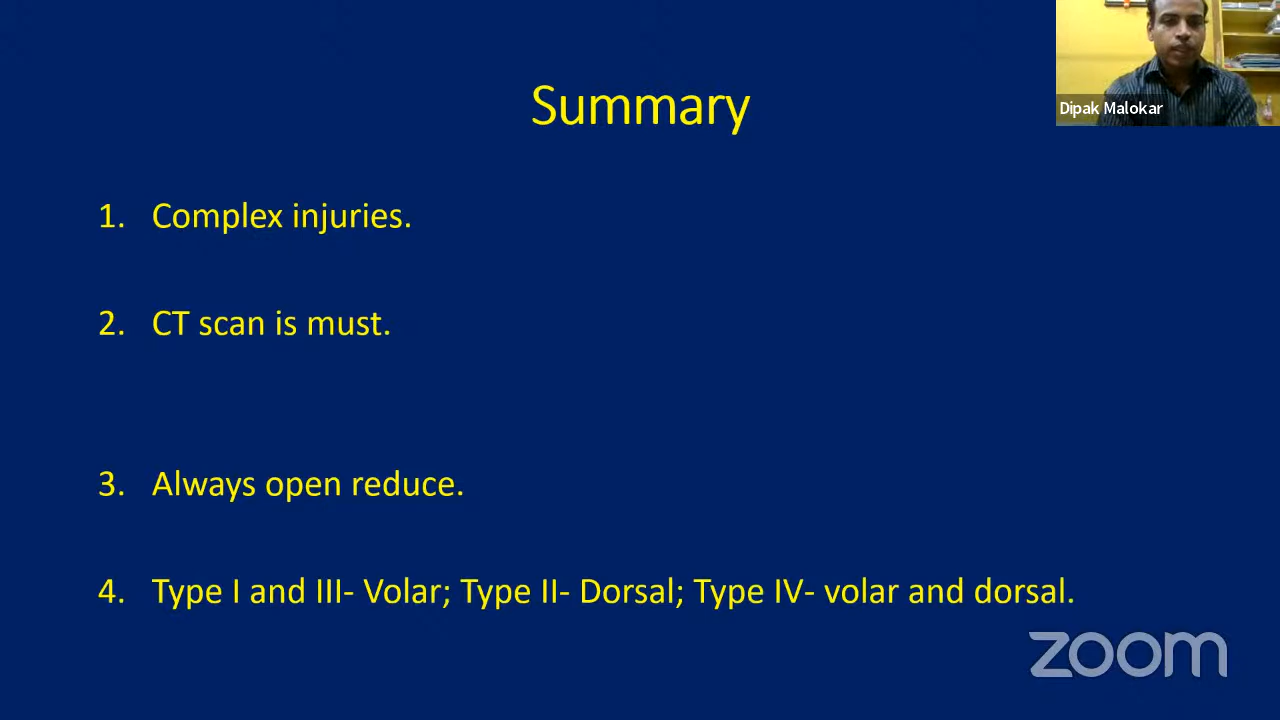 Summary
Dipak Malokar
1. Complex injuries.
2. CT scan is must.
3. Always open reduce.
4. Type I and III- Volar; Type II- Dorsal; Type IV- volar and dorsal.
zoom